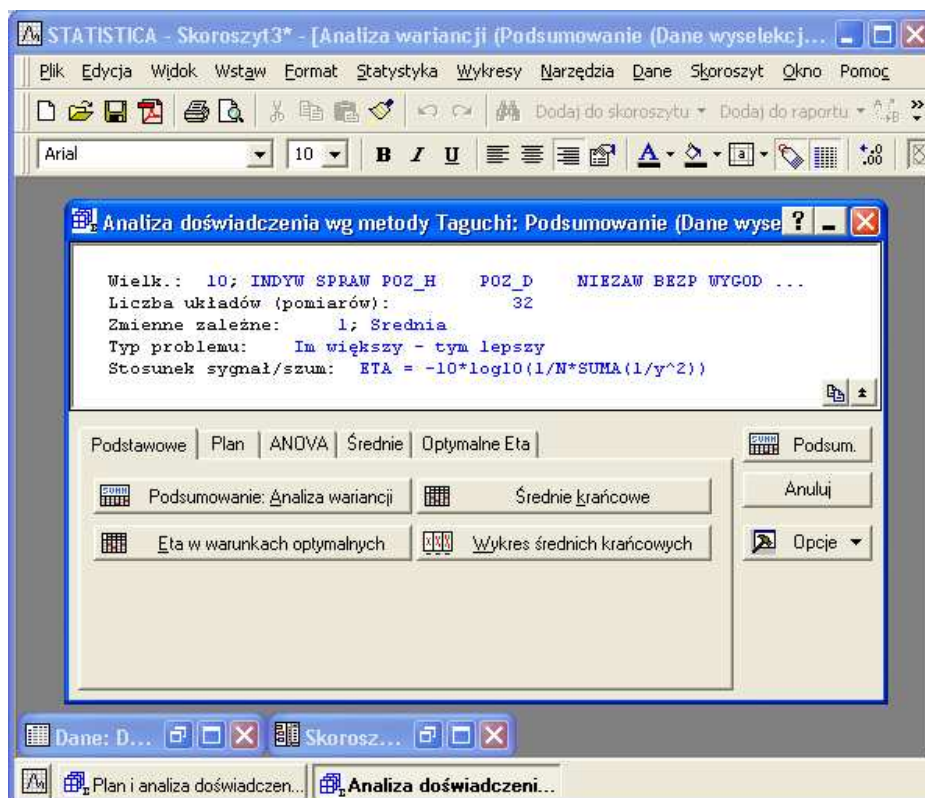 STATISTICA - Skoroszyt3* - [Analiza wariancji (Podsumowanie (Dane wyselekcj...
Plik Edycja Widok Wstaw Format Statystyka Wykresy Narzędzia Dane Skoroszyt Okno Pomoc
Dodaj do skoroszytu Dodaj do raportu
Arial 10 B I U
Analiza doświadczenia wg metody Taguchi: Podsumowanie (Dane wyse
Wielk.: 10; INDYW SPRAW POZ_H POZ_D NIEZAW BEZP WYGOD ...
Liczba układów (pomiarów): 32
Zmienne zależne: 1; Srednia
Typ problemu: Im większy - tym lepszy
Stosunek sygnał/szum: ETA = -10*log10(1/N*SUMA(1/y^2))
Podstawowe Plan ANOVA Średnie Optymalne Eta
Podsum.
Podsumowanie: Analiza wariancji Średnie krańcowe
Anuluj
Eta w warunkach optymalnych Wykres średnich krańcowych
Opcje
Dane: D... Skorosz...
Plan i analiza doświadczen... Analiza doświadczeni...